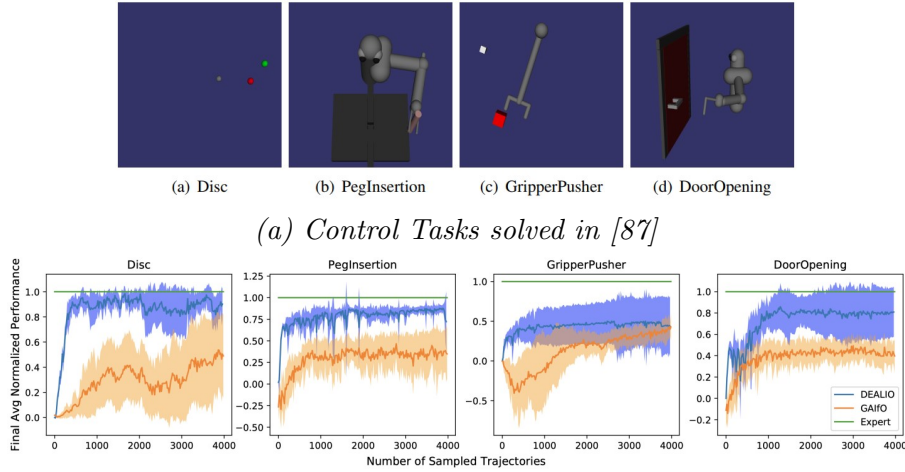 (a) Disc (b) PegInsertion (c) GripperPusher (d) DoorOpening
(a) Control Tasks solved in [87]
Disc PegInsertion GripperPusher DoorOpening
Final Avg Normalized Performance
1.0
0.8
0.6
0.4
0.2
0.0
0 1000 2000 3000 4000
1.25
1.00
0.75
0.50
0.25
0.00
−0.25
−0.50
0 1000 2000 3000 4000
1.0
0.5
0.0
−0.5
0 1000 2000 3000 4000
1.0
0.8
0.6
0.4
0.2
0.0
−0.2
0 1000 2000 3000 4000
DEALIO
GAIfO
Expert
Number of Sampled Trajectories